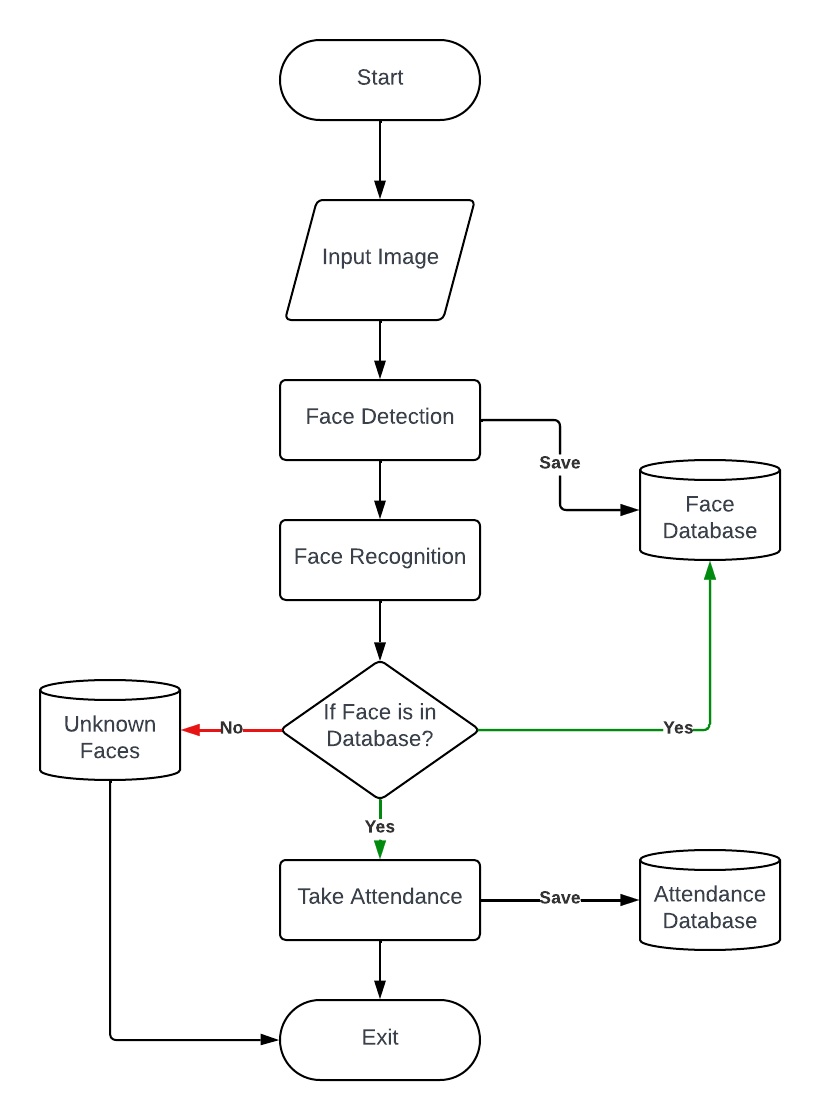 Start
Input Image
Face Detection
Save
Face
Database
Face Recognition
If Face is in
Database?
No
Unknown
Faces
Yes
Yes
Take Attendance
Save
Attendance
Database
Exit